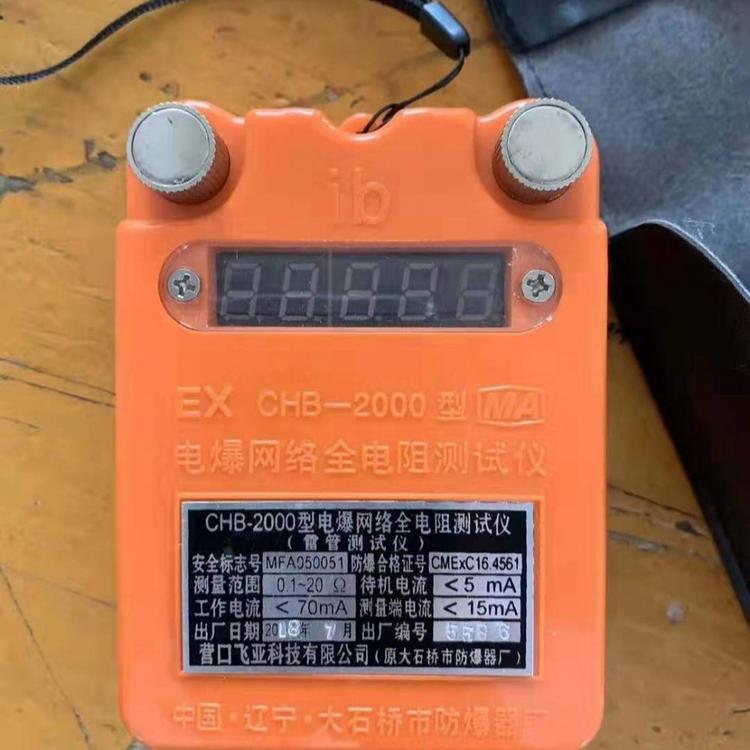 ib
EX CHB-2000型 MA
电爆网络全电阻测试仪
CHB-2000型电爆网络全电阻测试仪
(雷管测试仪)
安全标志号 MFA050051 防爆合格证号 CMExC16.4561
测量范围 0.1~20 Ω 待机电流 <5 mA
工作电流 <70mA 测量端电流 <15mA
出厂日期 2018年7月 出厂编号
营口飞亚科技有限公司(原大石桥市防爆器厂)
中国·辽宁·大石桥市防爆器厂